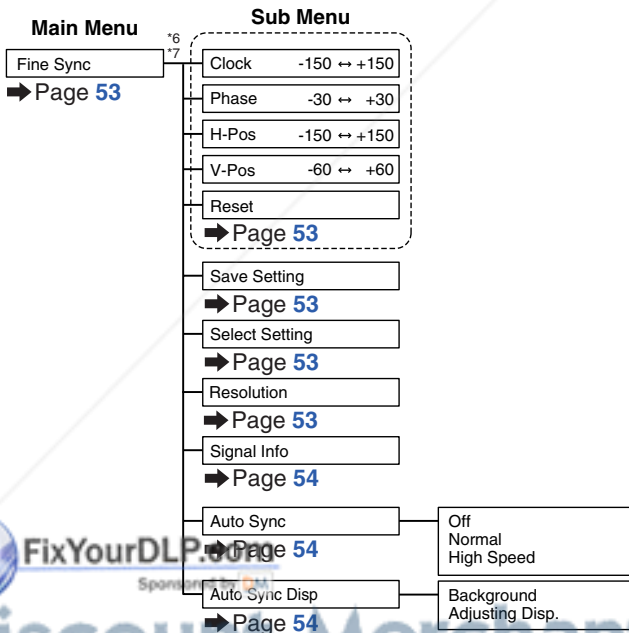 Sub Menu
Main Menu
*6
*7
Fine Sync
➡Page 53
Clock -150 ↔ +150
Phase -30 ↔ +30
H-Pos -150 ↔ +150
V-Pos -60 ↔ +60
Reset
➡Page 53
Save Setting
➡Page 53
Select Setting
➡Page 53
Resolution
➡Page 53
Signal Info
➡Page 54
Auto Sync
➡Page 54
Off
Normal
High Speed
FixYourDLP.com
Sponsored by DM
Auto Sync Disp
➡Page 54
Background
Adjusting Disp.